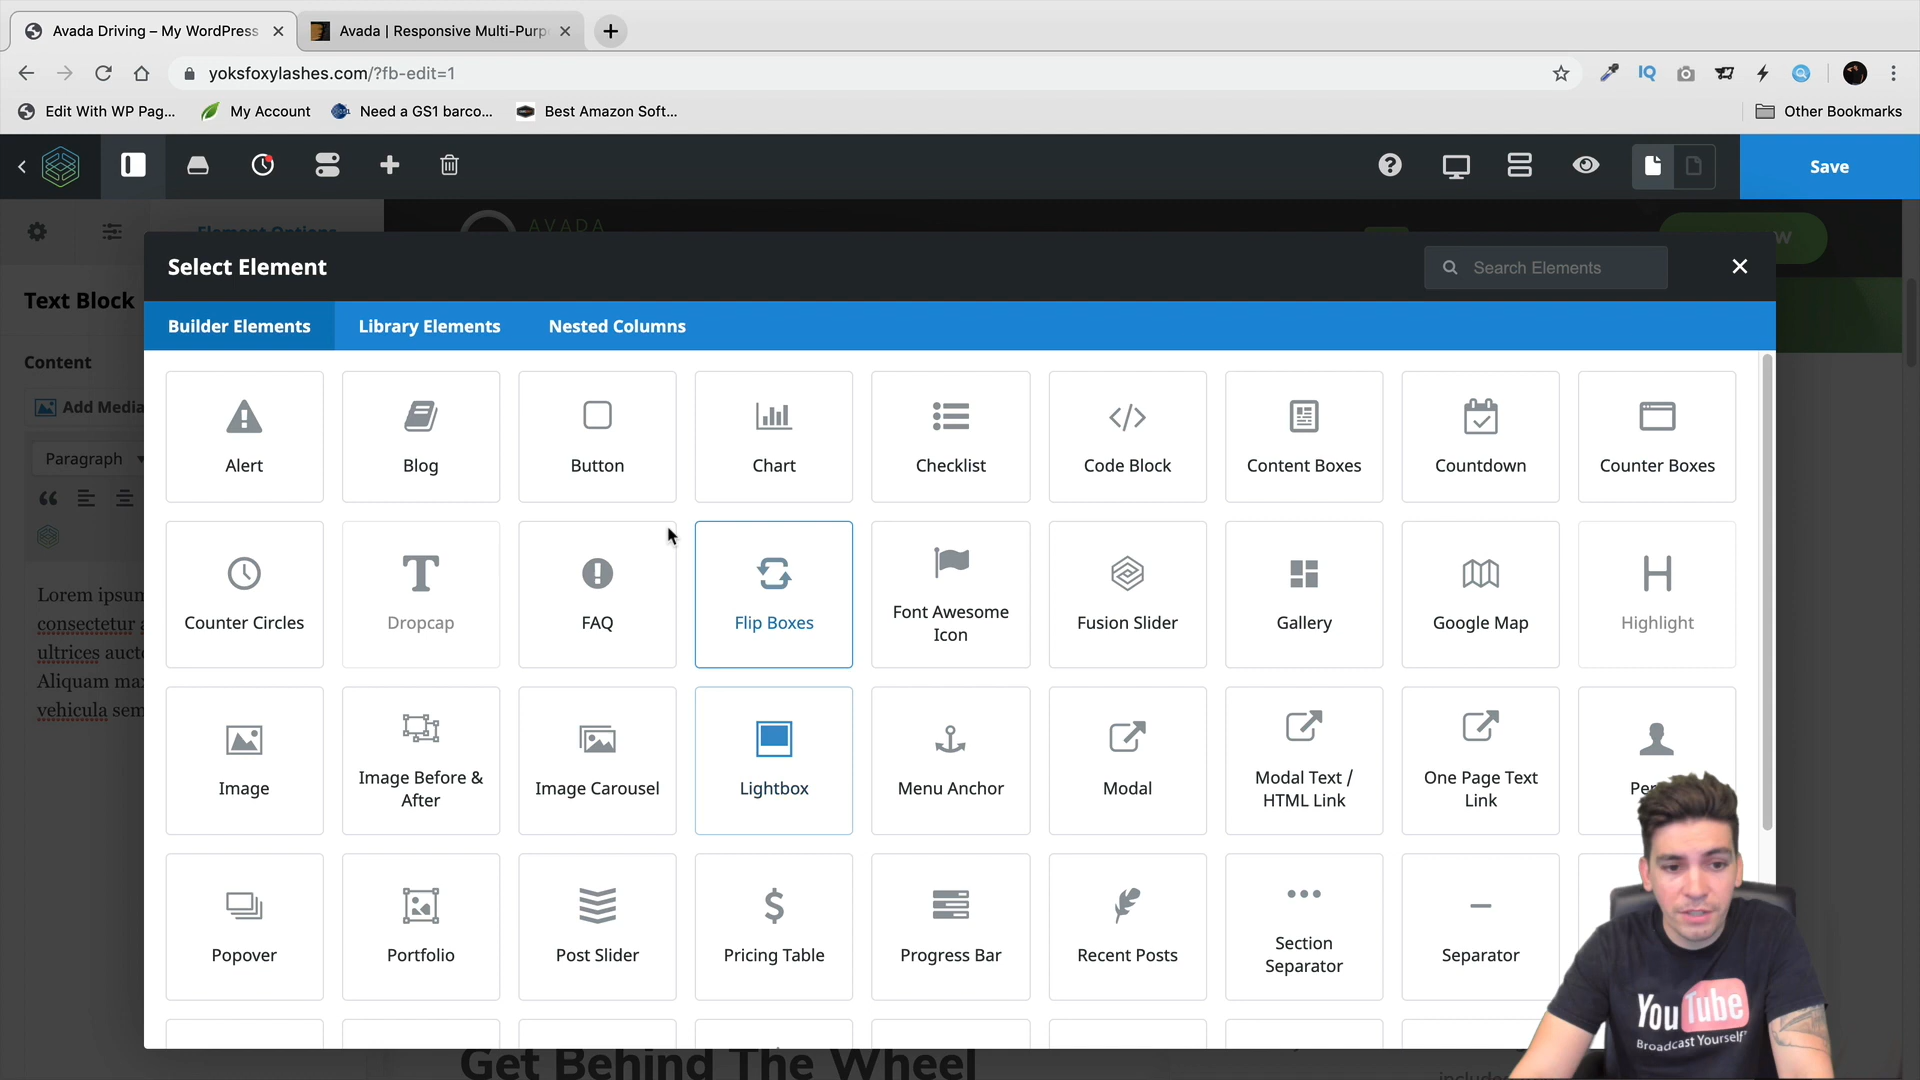 Avada Driving – My WordPress
Avada | Responsive Multi-Purp
yoksfoxylashes.com/?fb-edit=1
IQ
Edit With WP Pag...
My Account
Need a GS1 barco...
Best Amazon Soft...
Other Bookmarks
Save
Element Options
AVADA
W
Text Block
Content
Add Media
Paragraph
Lorem ipsum
consectetur
ultrices
Aliquam
vehicula sem
Select Element
Search Elements
Builder Elements
Library Elements
Nested Columns
Alert
Blog
Button
Chart
Checklist
Code Block
Content Boxes
Countdown
Counter Boxes
Counter Circles
Dropcap
FAQ
Flip Boxes
Font Awesome
Icon
Fusion Slider
Gallery
Google Map
Highlight
Image
Image Before &
After
Image Carousel
Lightbox
Menu Anchor
Modal
Modal Text /
HTML Link
One Page Text
Link
Popover
Portfolio
Post Slider
Pricing Table
Progress Bar
Recent Posts
Section
Separator
Separator
Get Behind The Wheel
YouTube
Broadcast Yourself